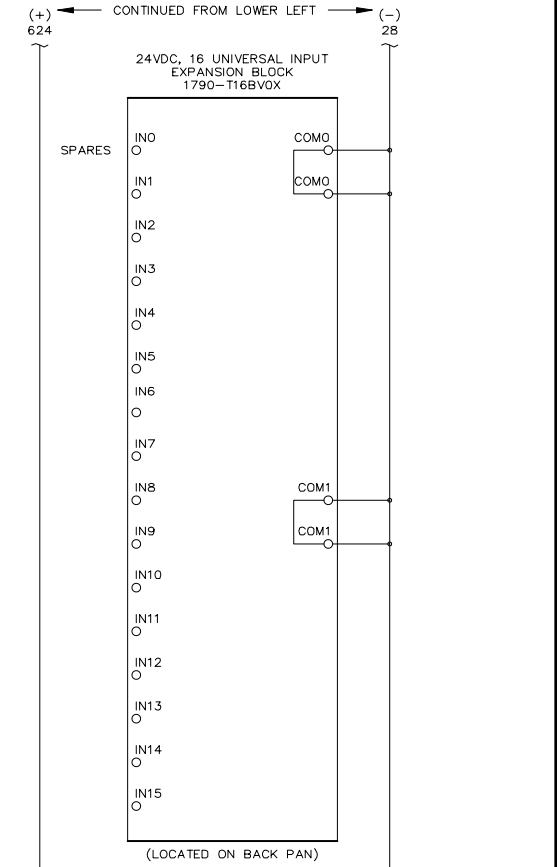 CONTINUED FROM LOWER LEFT
(+) (-)
624 28
24VDC, 16 UNIVERSAL INPUT
EXPANSION BLOCK
1790-T16BV0X
SPARES
IN0 COM0
IN1 COM0
IN2
IN3
IN4
IN5
IN6
IN7
IN8 COM1
IN9 COM1
IN10
IN11
IN12
IN13
IN14
IN15
(LOCATED ON BACK PAN)